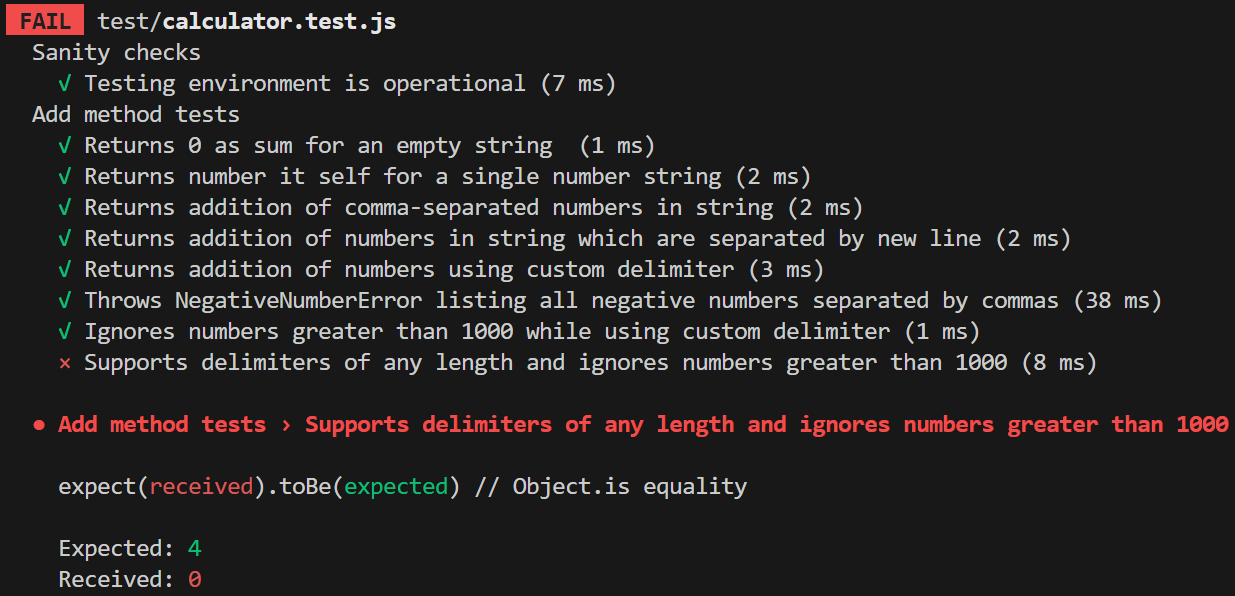 FAIL test/calculator.test.js
Sanity checks
√ Testing environment is operational (7 ms)
Add method tests
√ Returns 0 as sum for an empty string  (1 ms)
√ Returns number it self for a single number string (2 ms)
√ Returns addition of comma-separated numbers in string (2 ms)
√ Returns addition of numbers in string which are separated by new line (2 ms)
√ Returns addition of numbers using custom delimiter (3 ms)
√ Throws NegativeNumberError listing all negative numbers separated by commas (38 ms)
√ Ignores numbers greater than 1000 while using custom delimiter (1 ms)
× Supports delimiters of any length and ignores numbers greater than 1000 (8 ms)
● Add method tests › Supports delimiters of any length and ignores numbers greater than 1000
expect(received).toBe(expected) // Object.is equality
Expected: 4
Received: 0